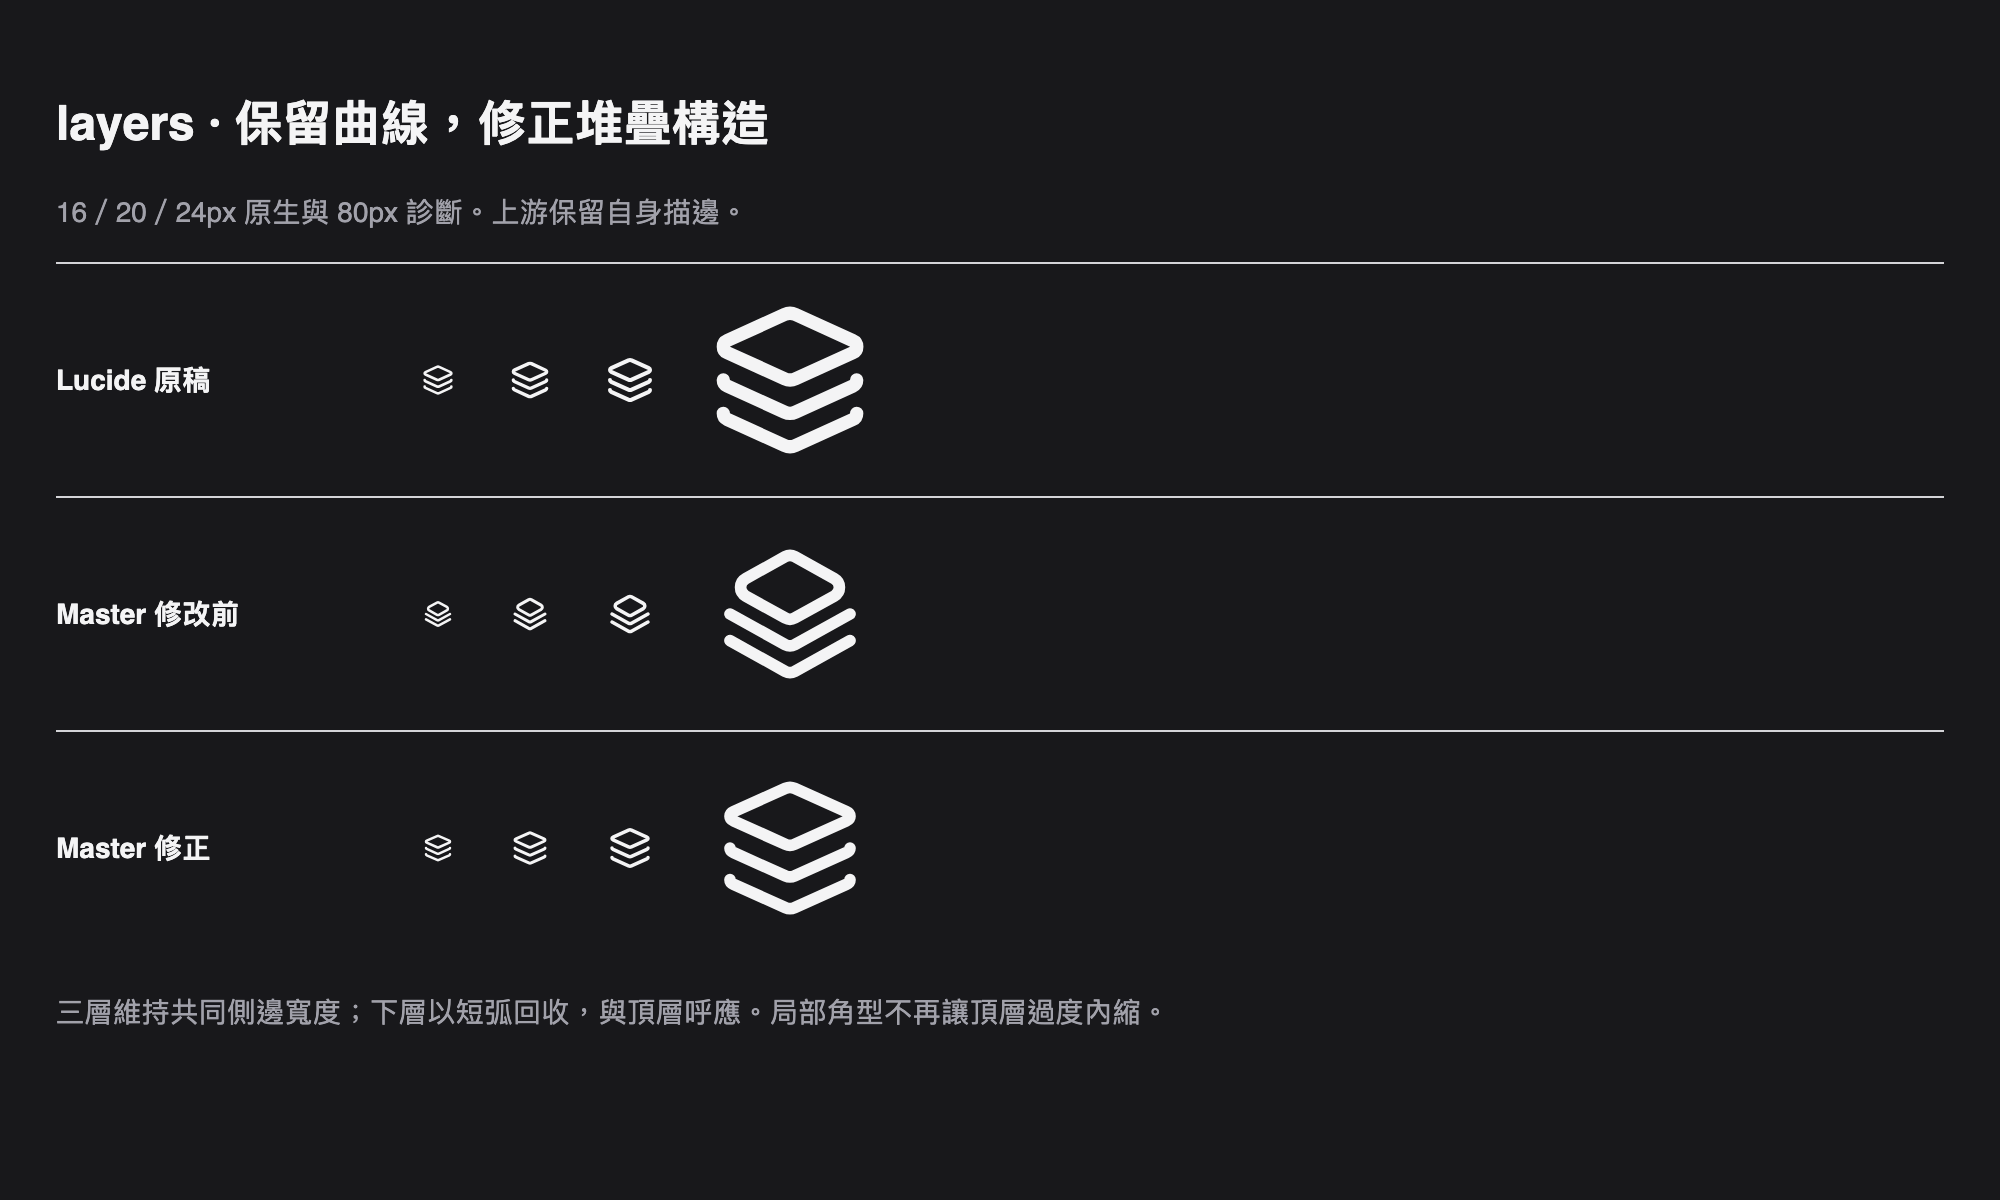 layers · 保留曲線，修正堆疊構造
16 / 20 / 24px 原生與 80px 診斷。上游保留自身描邊。
Lucide 原稿
Master 修改前
Master 修正
三層維持共同側邊寬度；下層以短弧回收，與頂層呼應。局部角型不再讓頂層過度內縮。